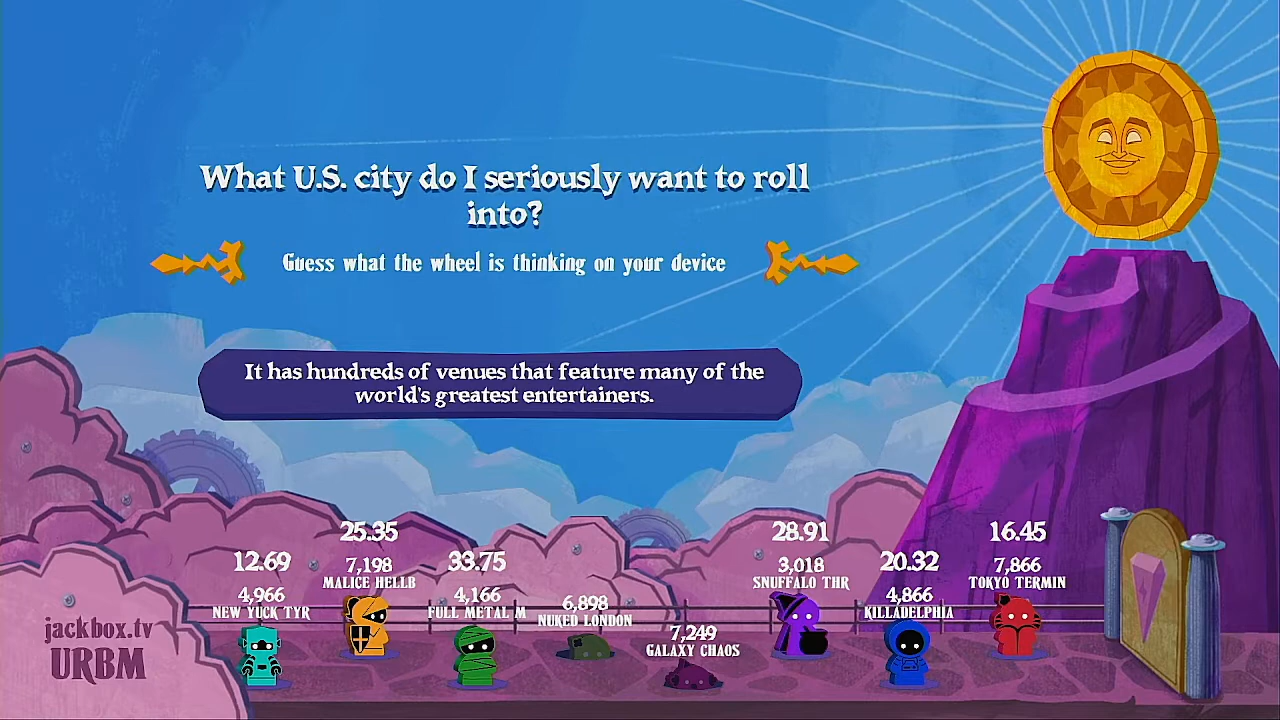 What U.S. city do I seriously want to roll
into?
Guess what the wheel is thinking on your device
It has hundreds of venues that feature many of the
world's greatest entertainers.
12.69
4,966
NEW YUCK TYR
25.35
7,198
MALICE HELLB
33.75
4,166
FULL METAL M
6,898
NUKED LONDON
7,249
GALAXY CHAOS
28.91
3,018
SNUFFALO THR
20.32
4,866
KILLADELPHIA
16.45
7,866
TOKYO TERMIN
jackbox.tv
URBM